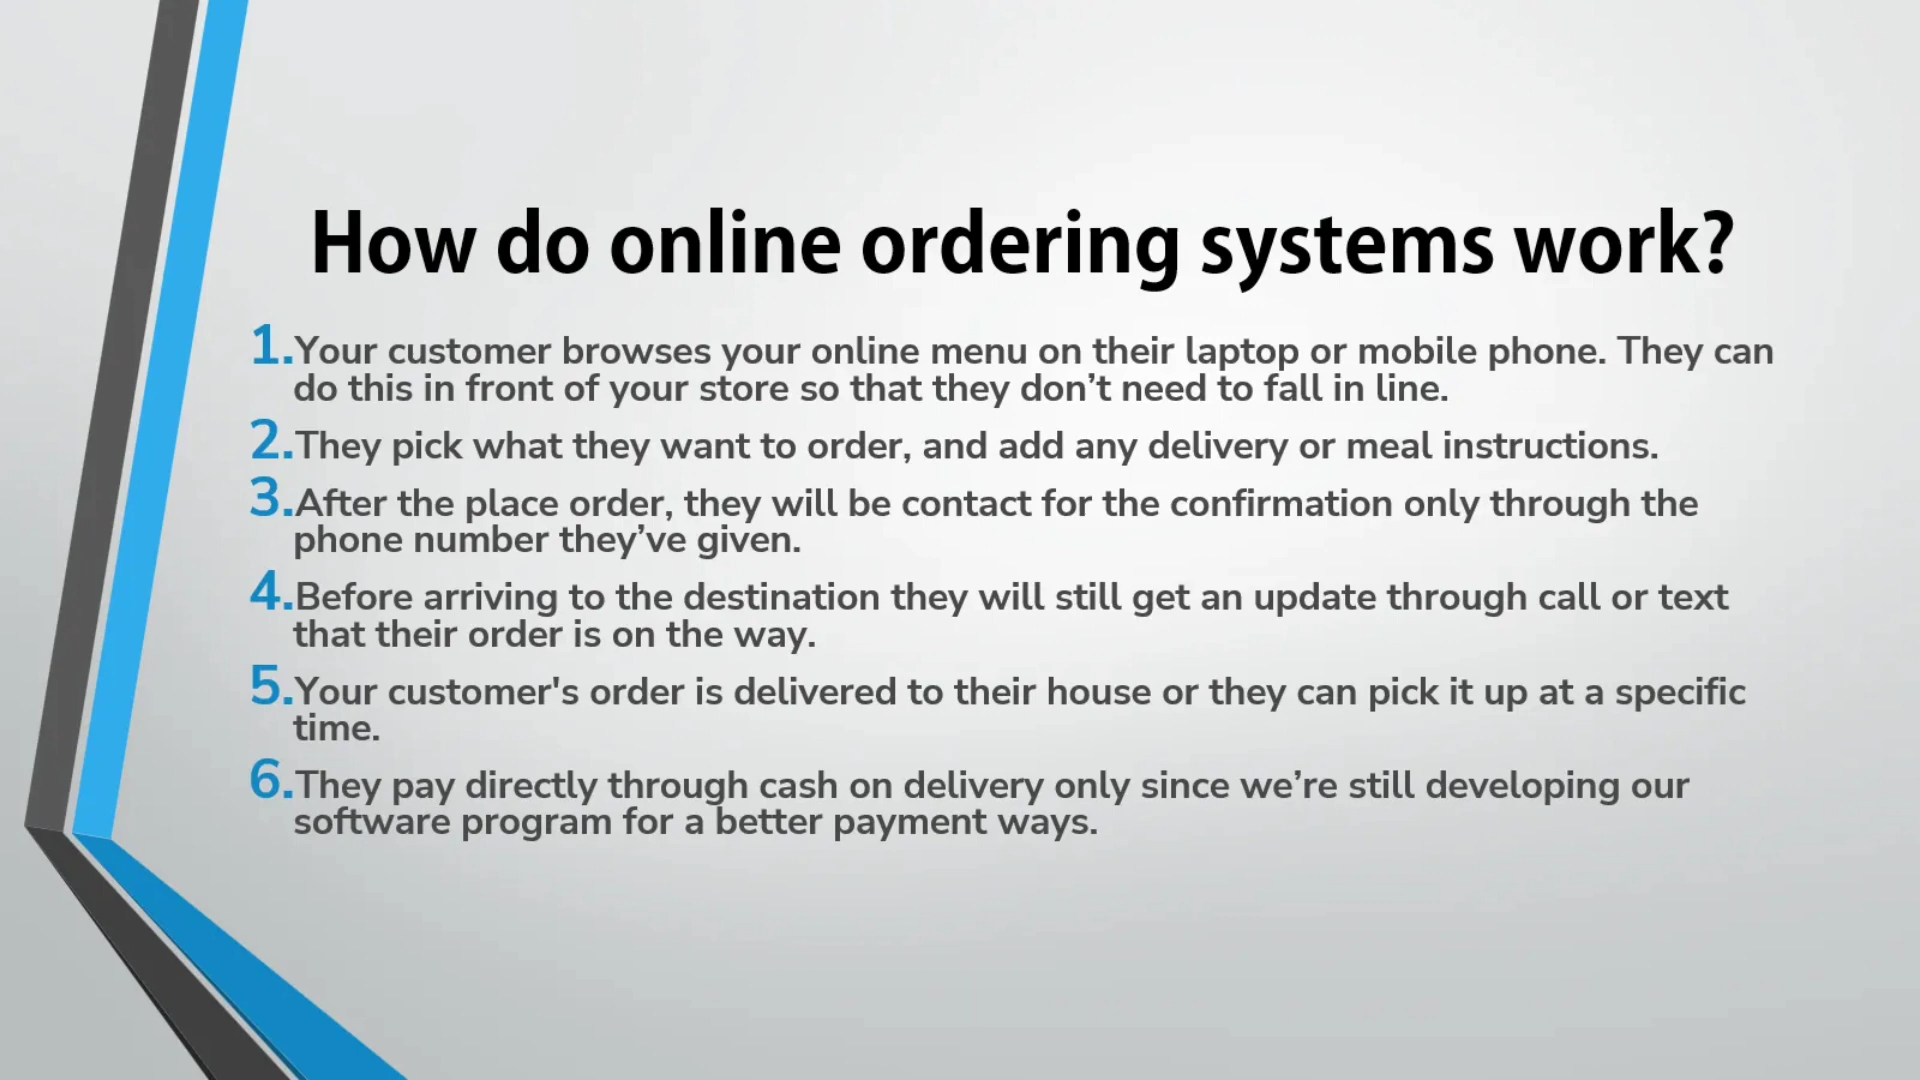 How do online ordering systems work?
1.Your customer browses your online menu on their laptop or mobile phone. They can
do this in front of your store so that they don’t need to fall in line.
2.They pick what they want to order, and add any delivery or meal instructions.
3.After the place order, they will be contact for the confirmation only through the
phone number they’ve given.
4.Before arriving to the destination they will still get an update through call or text
that their order is on the way.
5.Your customer's order is delivered to their house or they can pick it up at a specific
time.
6.They pay directly through cash on delivery only since we’re still developing our
software program for a better payment ways.